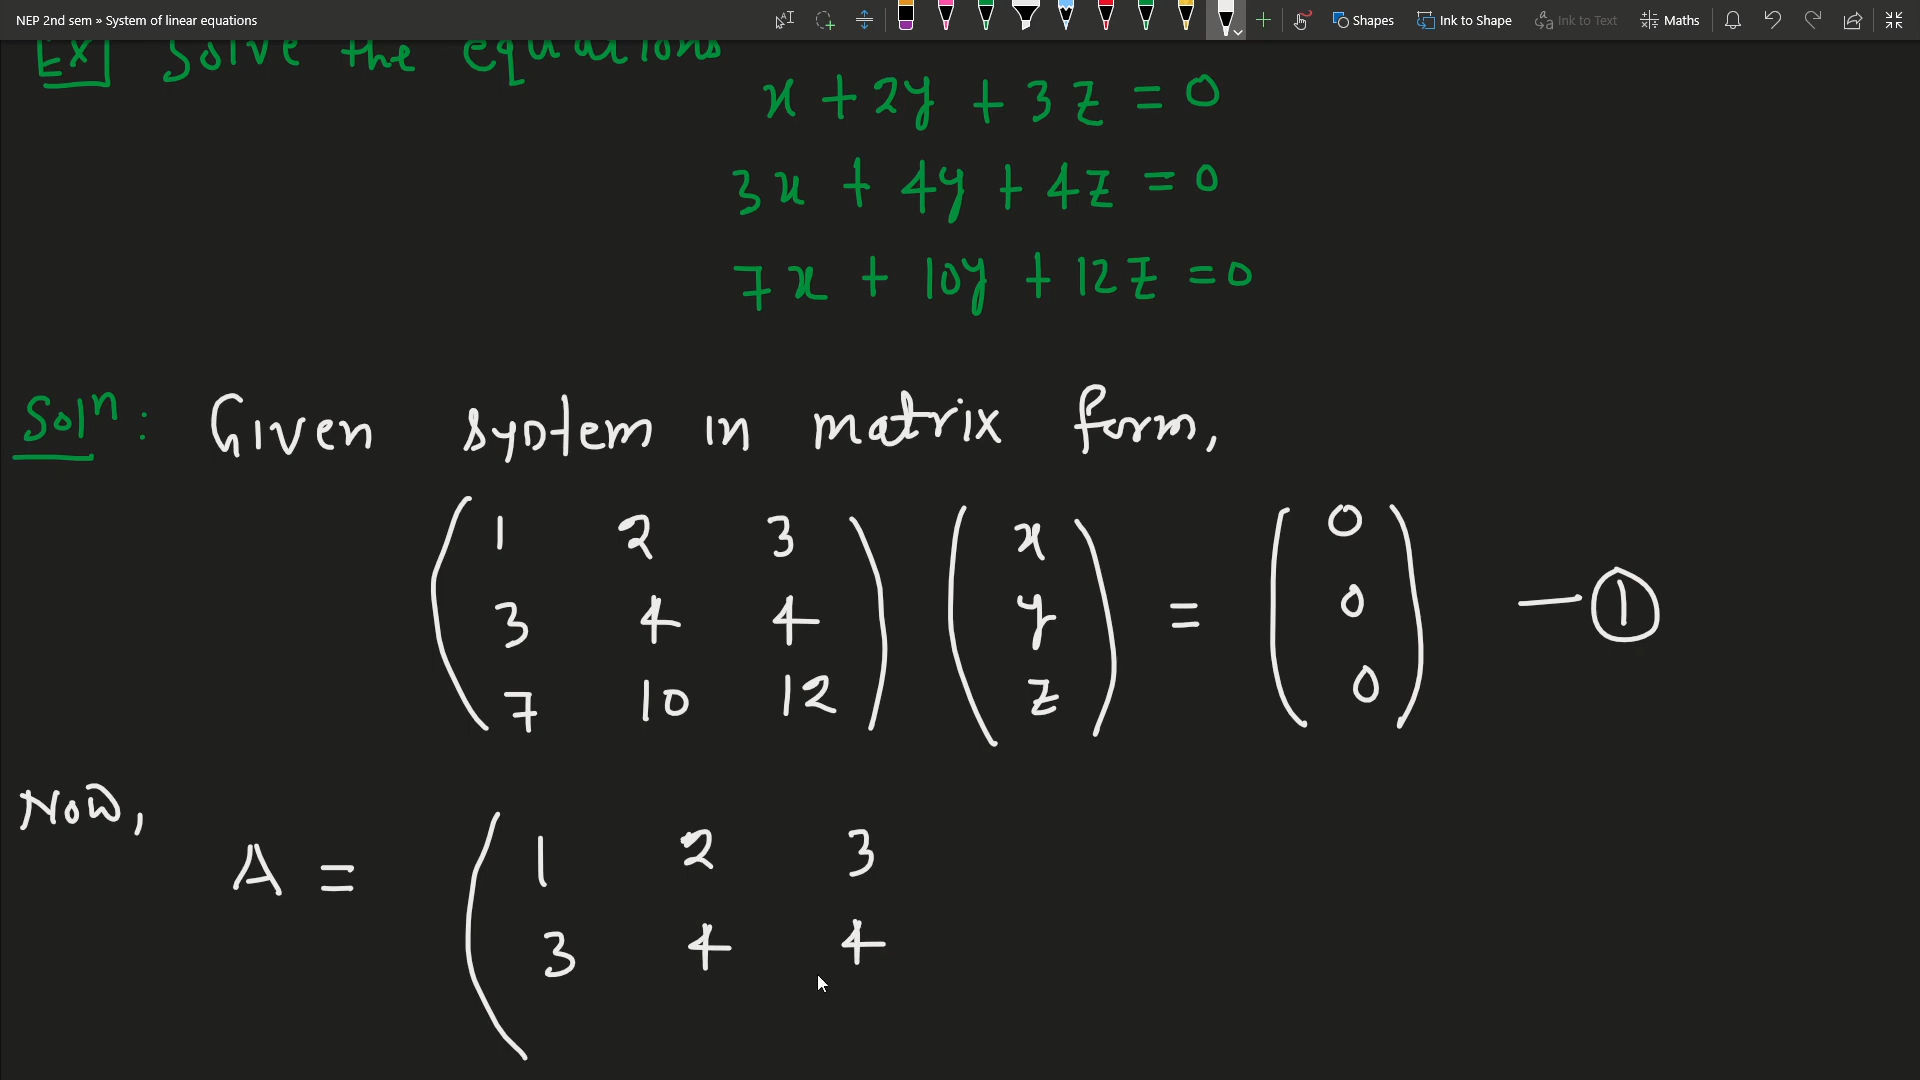 NEP 2nd sem » System of linear equations
Shapes Ink to Shape Ink to Text Maths
Ex Solve the equations
x + 2y + 3z = 0
3x + 4y + 4z = 0
7x + 10y + 12z = 0
Solⁿ: Given system in matrix form,
( 1 2 3 ) ( x ) = ( 0 )
( 3 4 4 ) ( y ) = ( 0 ) — ①
( 7 10 12 ) ( z ) = ( 0 )
Now,
A = ( 1 2 3
3 4 4